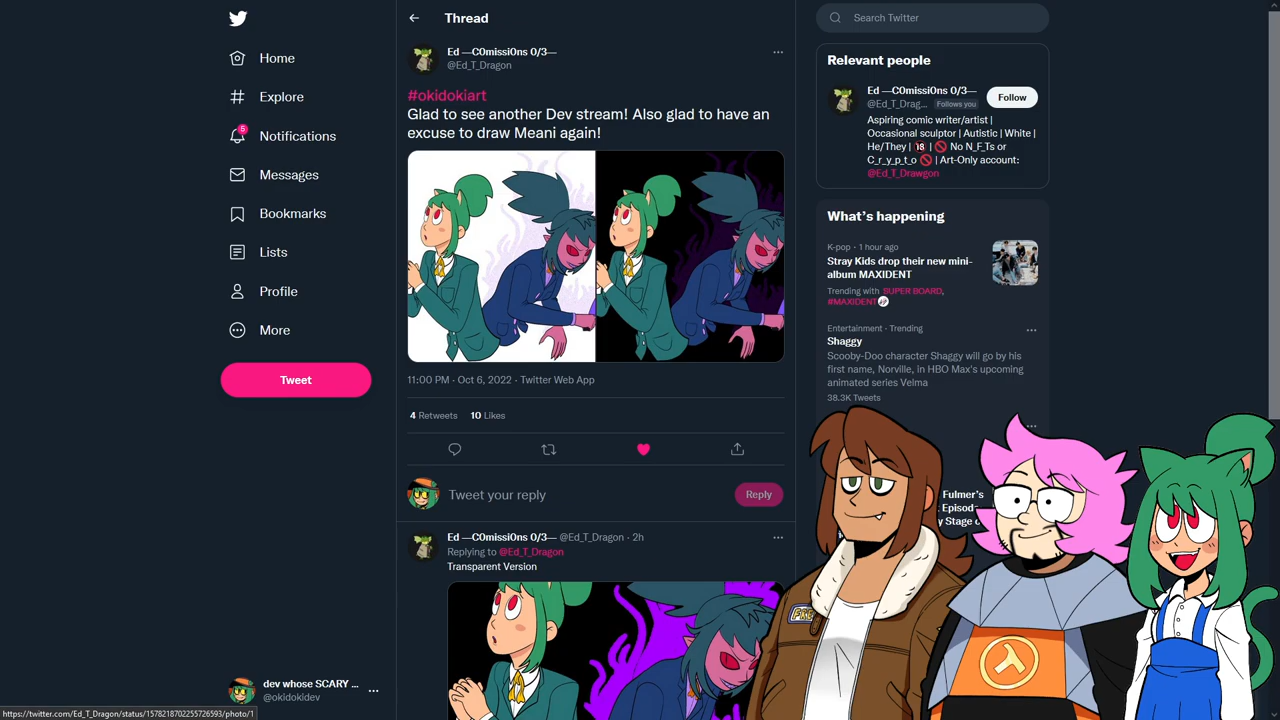 Home
Explore
5
Notifications
Messages
Bookmarks
Lists
Profile
More
Tweet
dev whose SCARY ...
@okidokidev
https://twitter.com/Ed_T_Dragon/status/1578218702255726593/photo/1
Thread
Ed —C0missi0ns 0/3—
@Ed_T_Dragon
#okidokiart
Glad to see another Dev stream! Also glad to have an
excuse to draw Meani again!
11:00 PM · Oct 6, 2022 · Twitter Web App
4 Retweets 10 Likes
Tweet your reply
Reply
Ed —C0missi0ns 0/3— @Ed_T_Dragon · 2h
Replying to @Ed_T_Dragon
Transparent Version
Search Twitter
Relevant people
Ed —C0missi0ns 0/3—
@Ed_T_Drag... Follows you
Follow
Aspiring comic writer/artist |
Occasional sculptor | Autistic | White |
He/They | 🔞 | 🚫 No N_F_Ts or
C_r_y_p_t_o 🚫 | Art-Only account:
@Ed_T_Drawgon
What's happening
K-pop · 1 hour ago
Stray Kids drop their new mini-
album MAXIDENT
Trending with SUPER BOARD,
#MAXIDENT
Entertainment · Trending
Shaggy
Scooby-Doo character Shaggy will go by his
first name, Norville, in HBO Max's upcoming
animated series Velma
38.3K Tweets
Fulmer's
Episod
y Stage